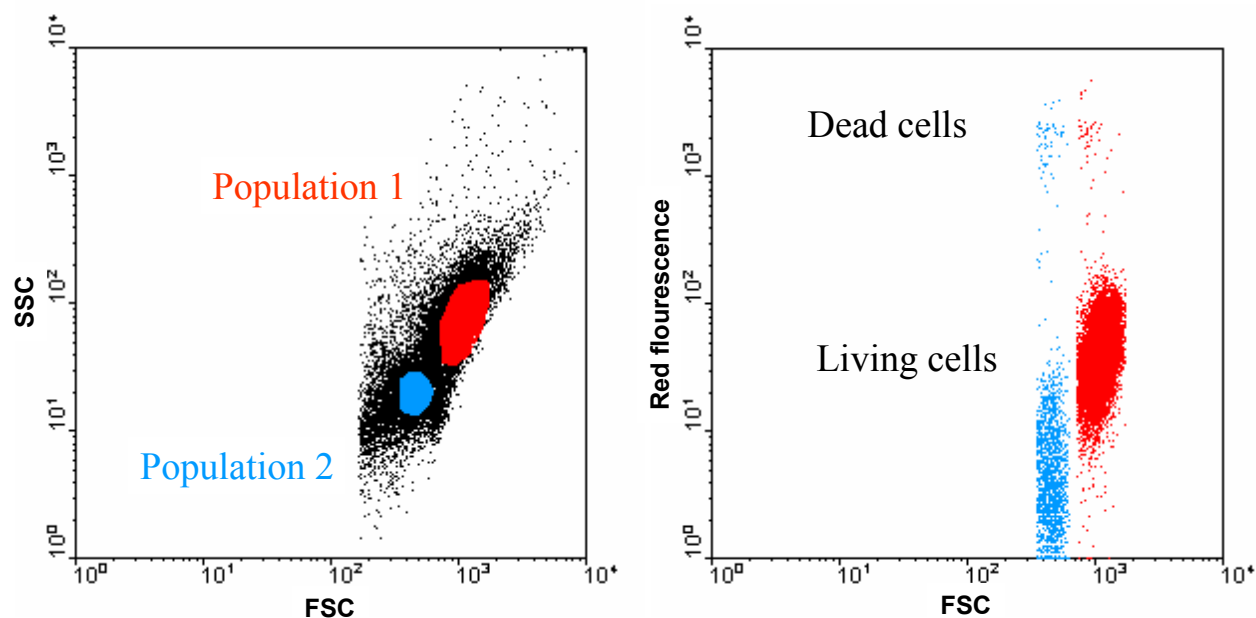 10⁴
10³
10²
10¹
10⁰
SSC
Population 1
Population 2
10⁰ 10¹ 10² 10³ 10⁴
FSC
10⁴
10³
10²
10¹
10⁰
Red flourescence
Dead cells
Living cells
10⁰ 10¹ 10² 10³ 10⁴
FSC